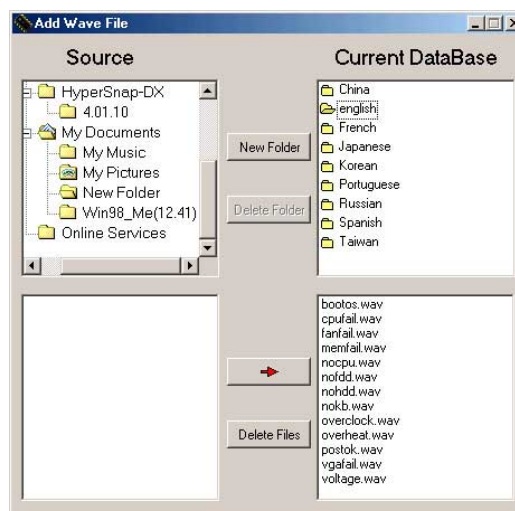 Add Wave File
Source
Current DataBase
HyperSnap-DX
4.01.10
My Documents
My Music
My Pictures
New Folder
Win98_Me(12.41)
Online Services
New Folder
Delete Folder
China
english
French
Japanese
Korean
Portuguese
Russian
Spanish
Taiwan
Delete Files
bootos.wav
cpufail.wav
fanfail.wav
memfail.wav
nocpu.wav
nofdd.wav
nohdd.wav
nokb.wav
overclock.wav
overheat.wav
postok.wav
vgafail.wav
voltage.wav